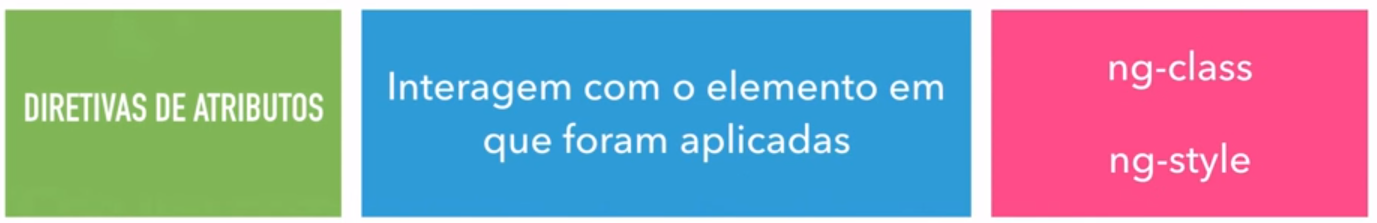 DIRETIVAS DE ATRIBUTOS
Interagem com o elemento em
que foram aplicadas
ng-class
ng-style